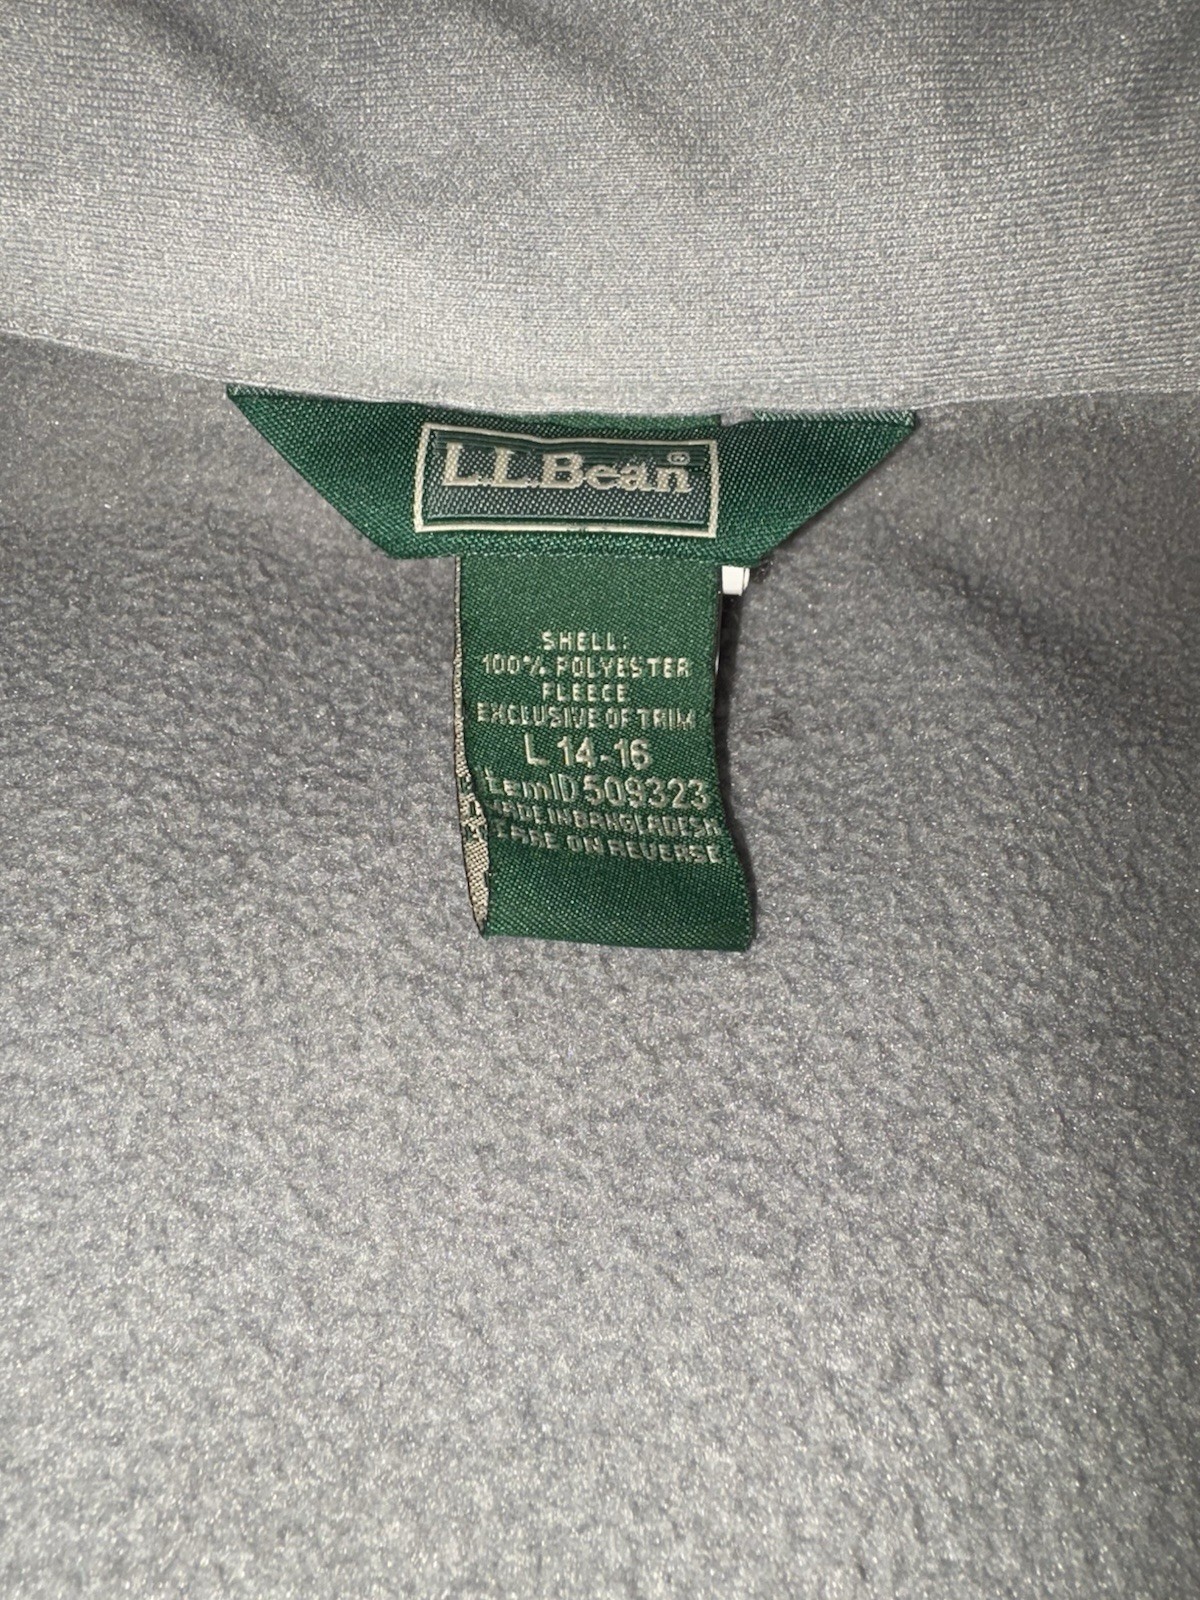 L.L.Bean®
SHELL:
100% POLYESTER
FLEECE
EXCLUSIVE OF TRIM
L 14-16
ItemID 509323
MADE IN BANGLADESH
CARE ON REVERSE